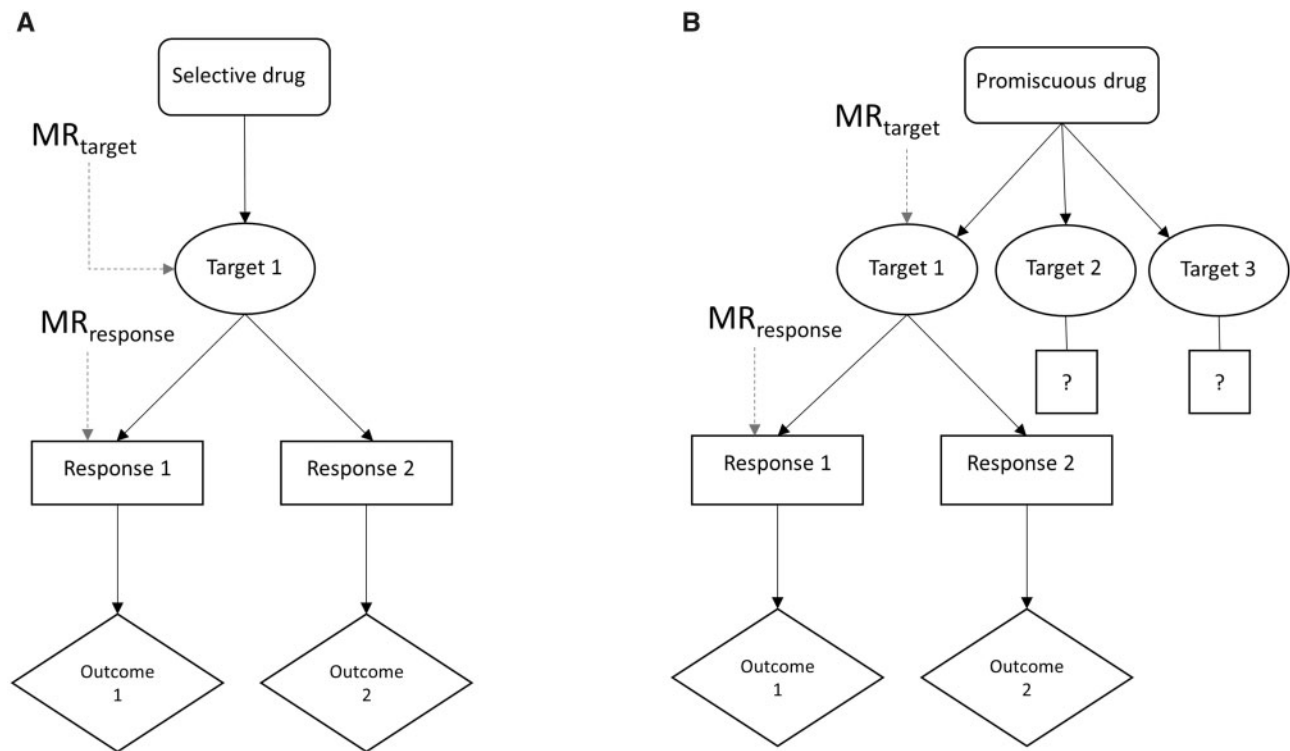 A
Selective drug
MRtarget
Target 1
MRresponse
Response 1
Response 2
Outcome
1
Outcome
2
B
Promiscuous drug
MRtarget
Target 1
Target 2
Target 3
MRresponse
?
?
Response 1
Response 2
Outcome
1
Outcome
2